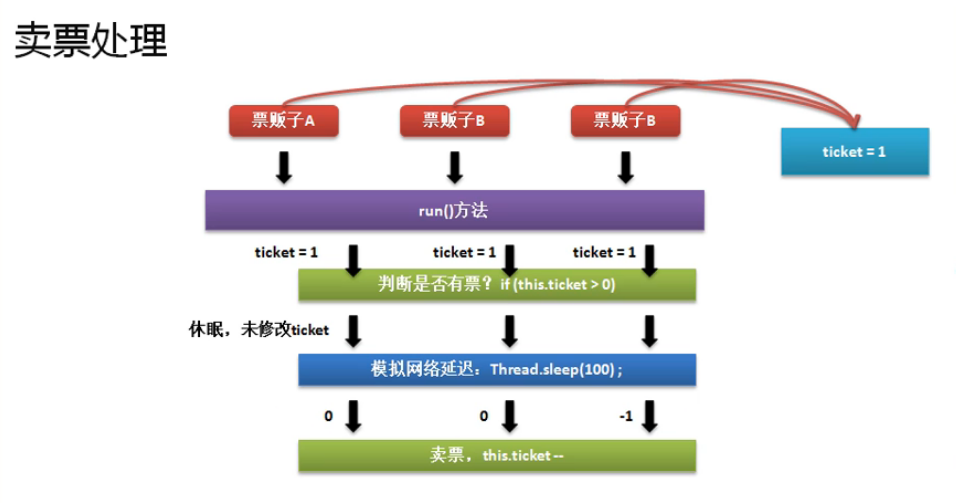 卖票处理
票贩子A
票贩子B
票贩子B
ticket = 1
run()方法
ticket = 1
ticket = 1
ticket = 1
判断是否有票？if (this.ticket > 0)
休眠，未修改ticket
模拟网络延迟：Thread.sleep(100) ;
0
0
-1
卖票，this.ticket --